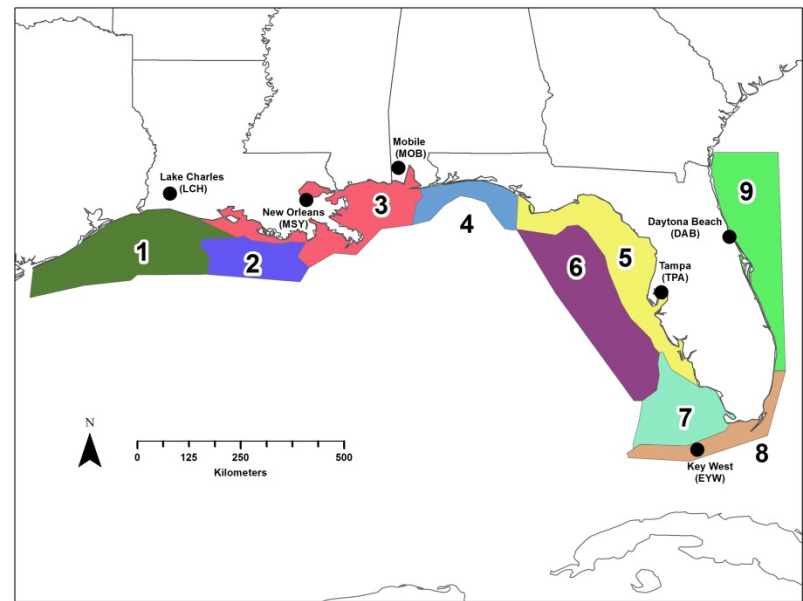 Mobile
(MOB)
Lake Charles
(LCH)
9
New Orleans
(MSY)
3
Daytona Beach
(DAB)
4
1
5
2
6
Tampa
(TPA)
7
N
8
0 125 250 500
Kilometers
Key West
(EYW)